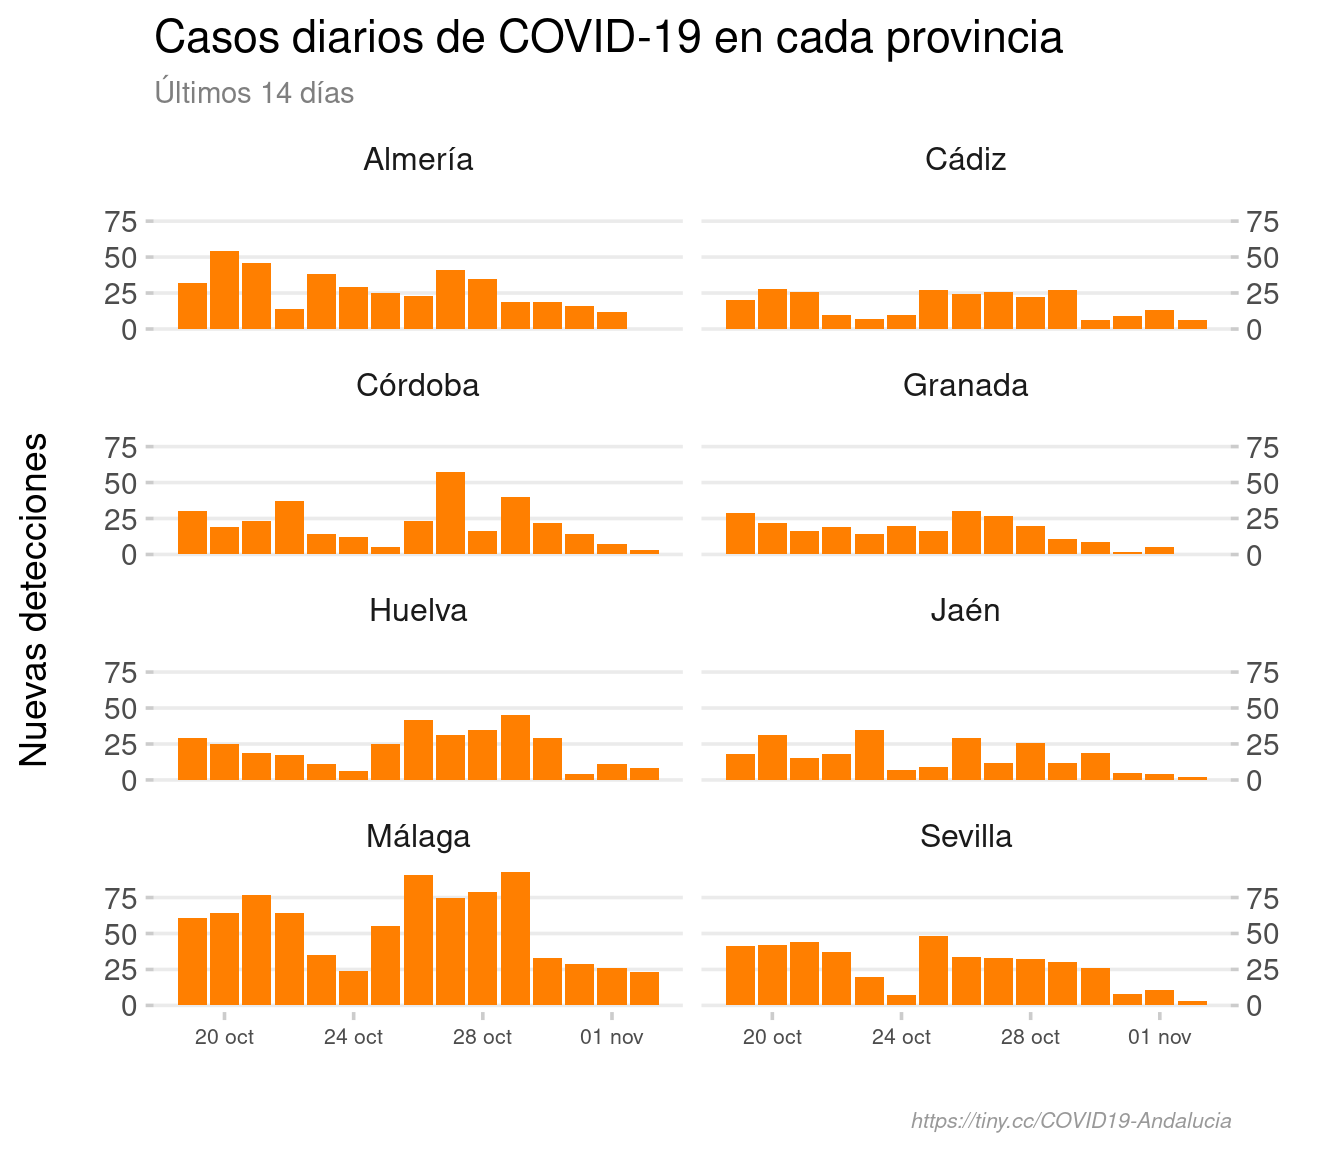 Casos diarios de COVID-19 en cada provincia
Últimos 14 días
Nuevas detecciones
Almería
Cádiz
75
50
25
0
75
50
25
0
Córdoba
Granada
75
50
25
0
75
50
25
0
Huelva
Jaén
75
50
25
0
75
50
25
0
Málaga
Sevilla
75
50
25
0
75
50
25
0
20 oct 24 oct 28 oct 01 nov
20 oct 24 oct 28 oct 01 nov
https://tiny.cc/COVID19-Andalucia